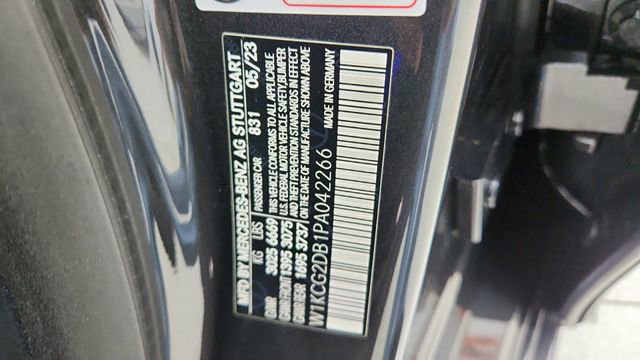 MFD BY MERCEDES-BENZ AG STUTTGART
PASSENGER CAR 831 05/23
KG LBS
GVWR 3025 6669
GAWR/FRONT 1395 3075
GAWR/REAR 1695 3737
THIS VEHICLE CONFORMS TO ALL APPLICABLE
U.S. FEDERAL MOTOR VEHICLE SAFETY, BUMPER
AND THEFT PREVENTION STANDARDS IN EFFECT
ON THE DATE OF MANUFACTURE SHOWN ABOVE
MADE IN GERMANY
W1KCG2DB1PA042266